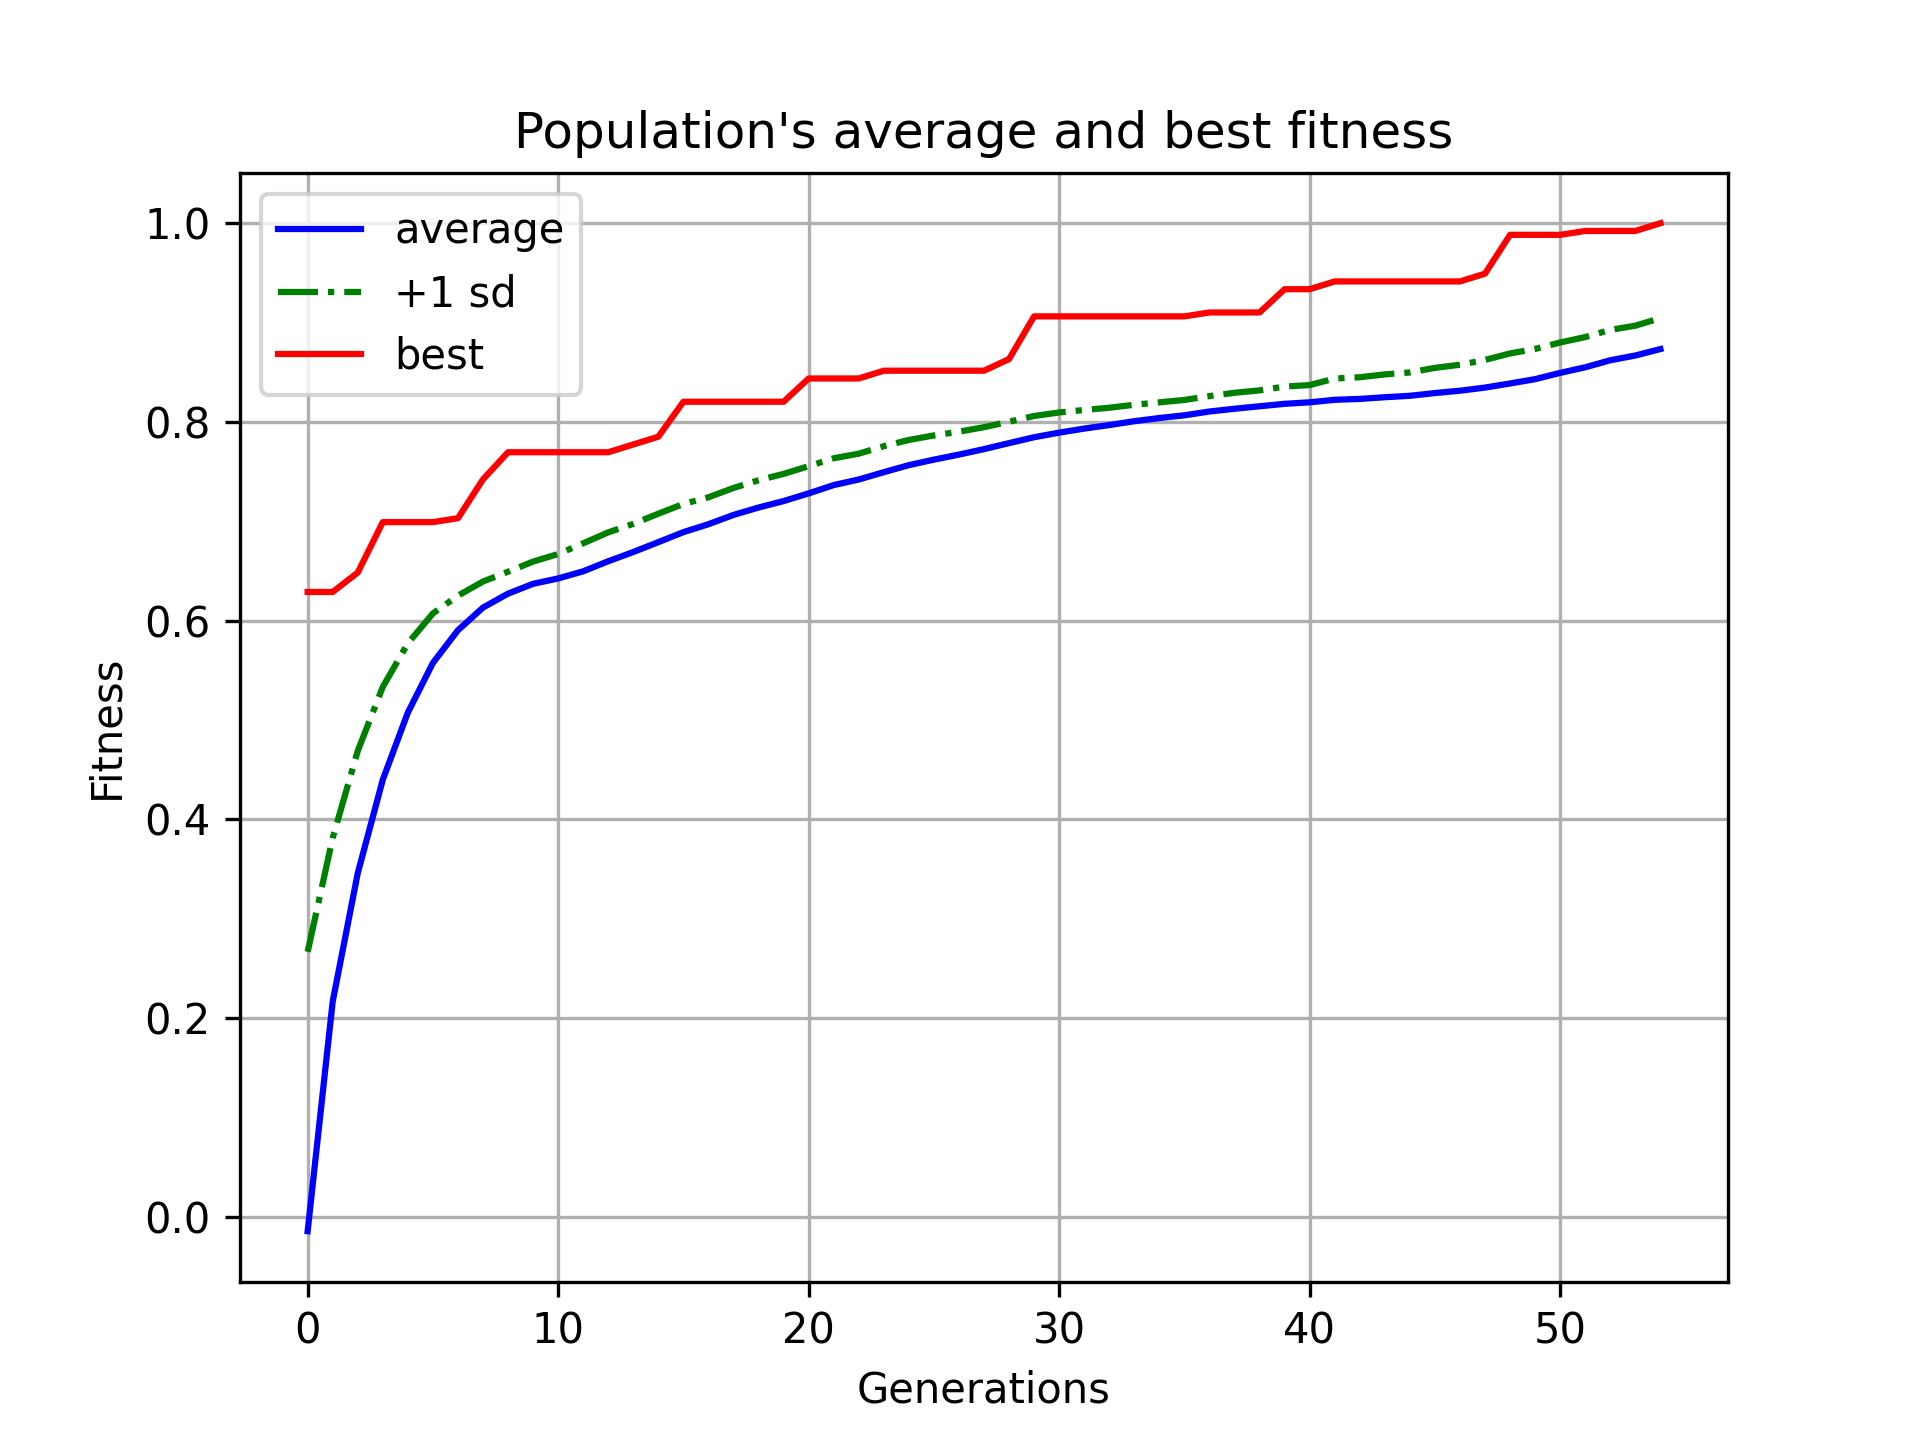 Population's average and best fitness
average
+1 sd
best
1.0
0.8
0.6
0.4
0.2
0.0
Fitness
0 10 20 30 40 50
Generations